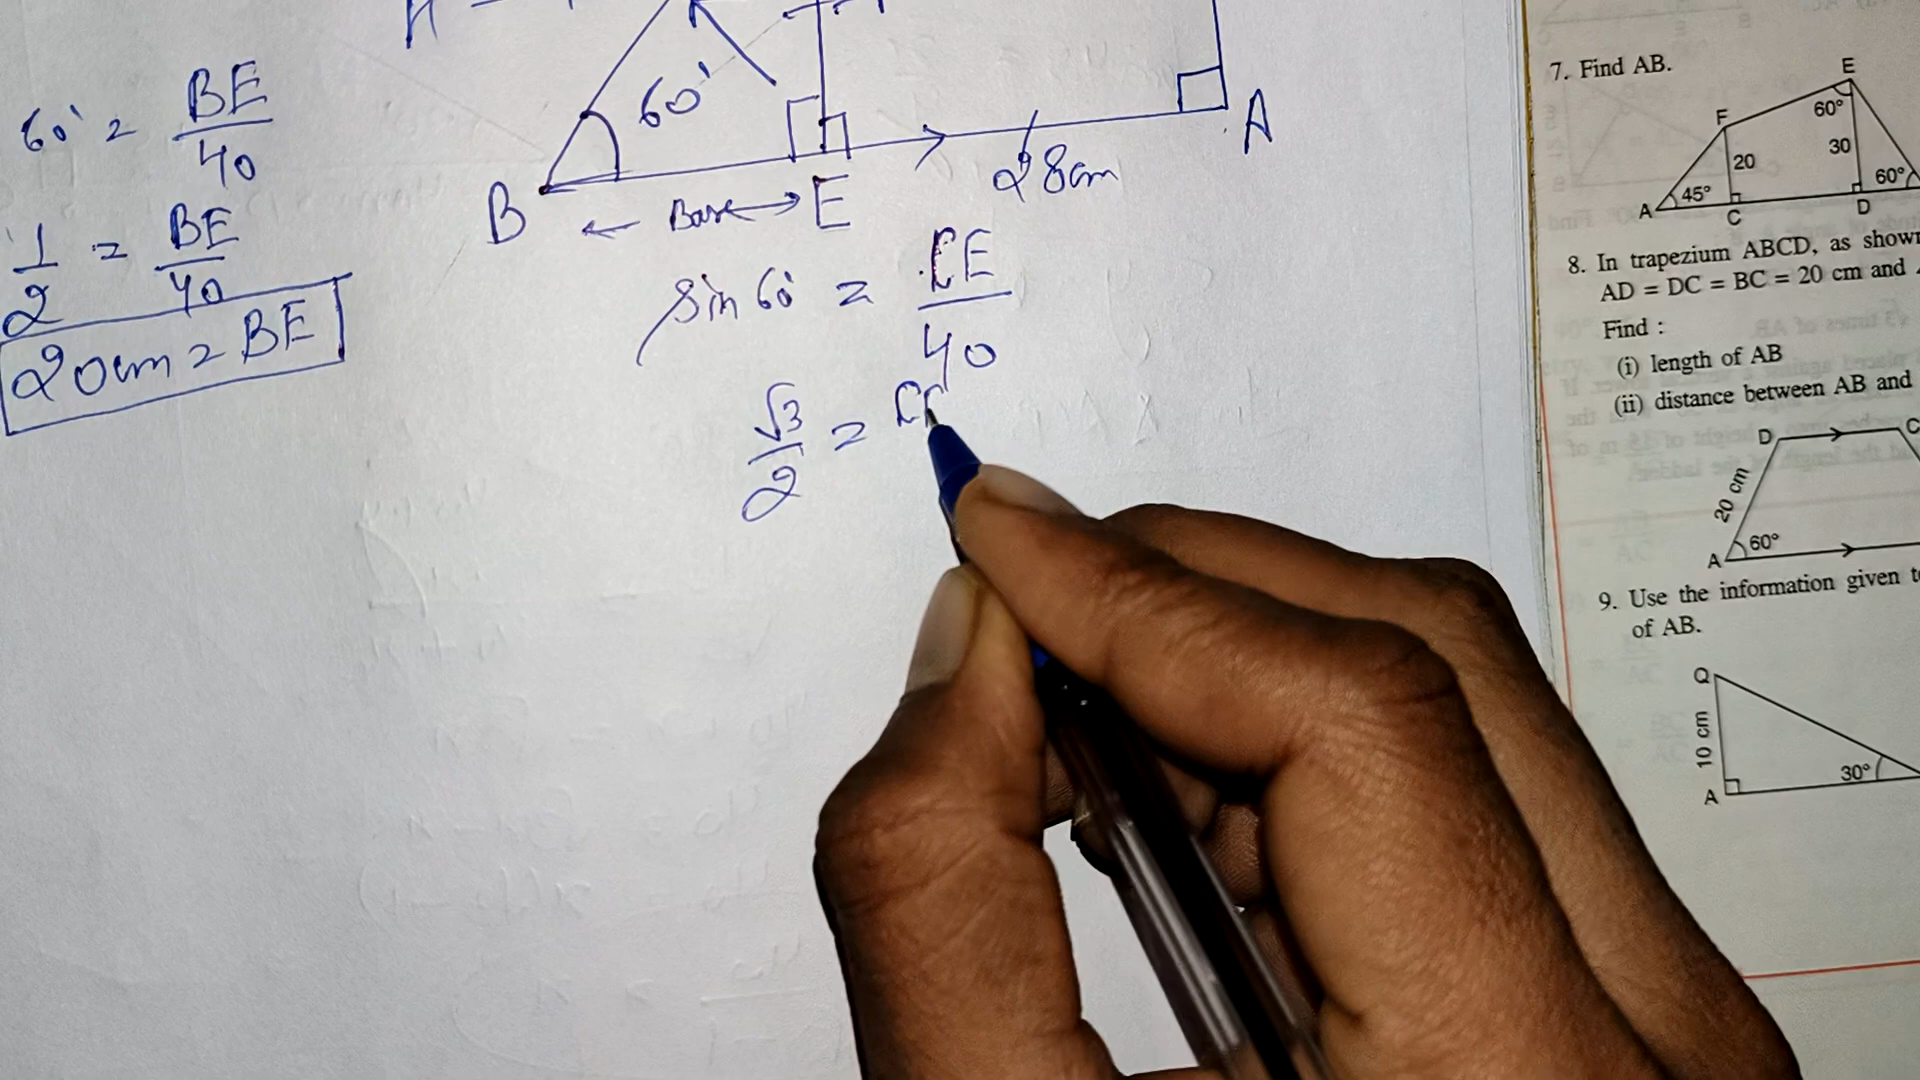 60° = BE/40
1/2 = BE/40
20cm = BE
60°
B
← Base → E
28cm
A
sin 60° = CE/40
√3/2 =
7. Find AB.
E
60°
F
20
30
45°
60°
A
C
D
8. In trapezium ABCD, as shown
AD = DC = BC = 20 cm and
Find :
(i) length of AB
(ii) distance between AB and
D
C
20 cm
60°
A
9. Use the information given
of AB.
Q
10 cm
30°
A